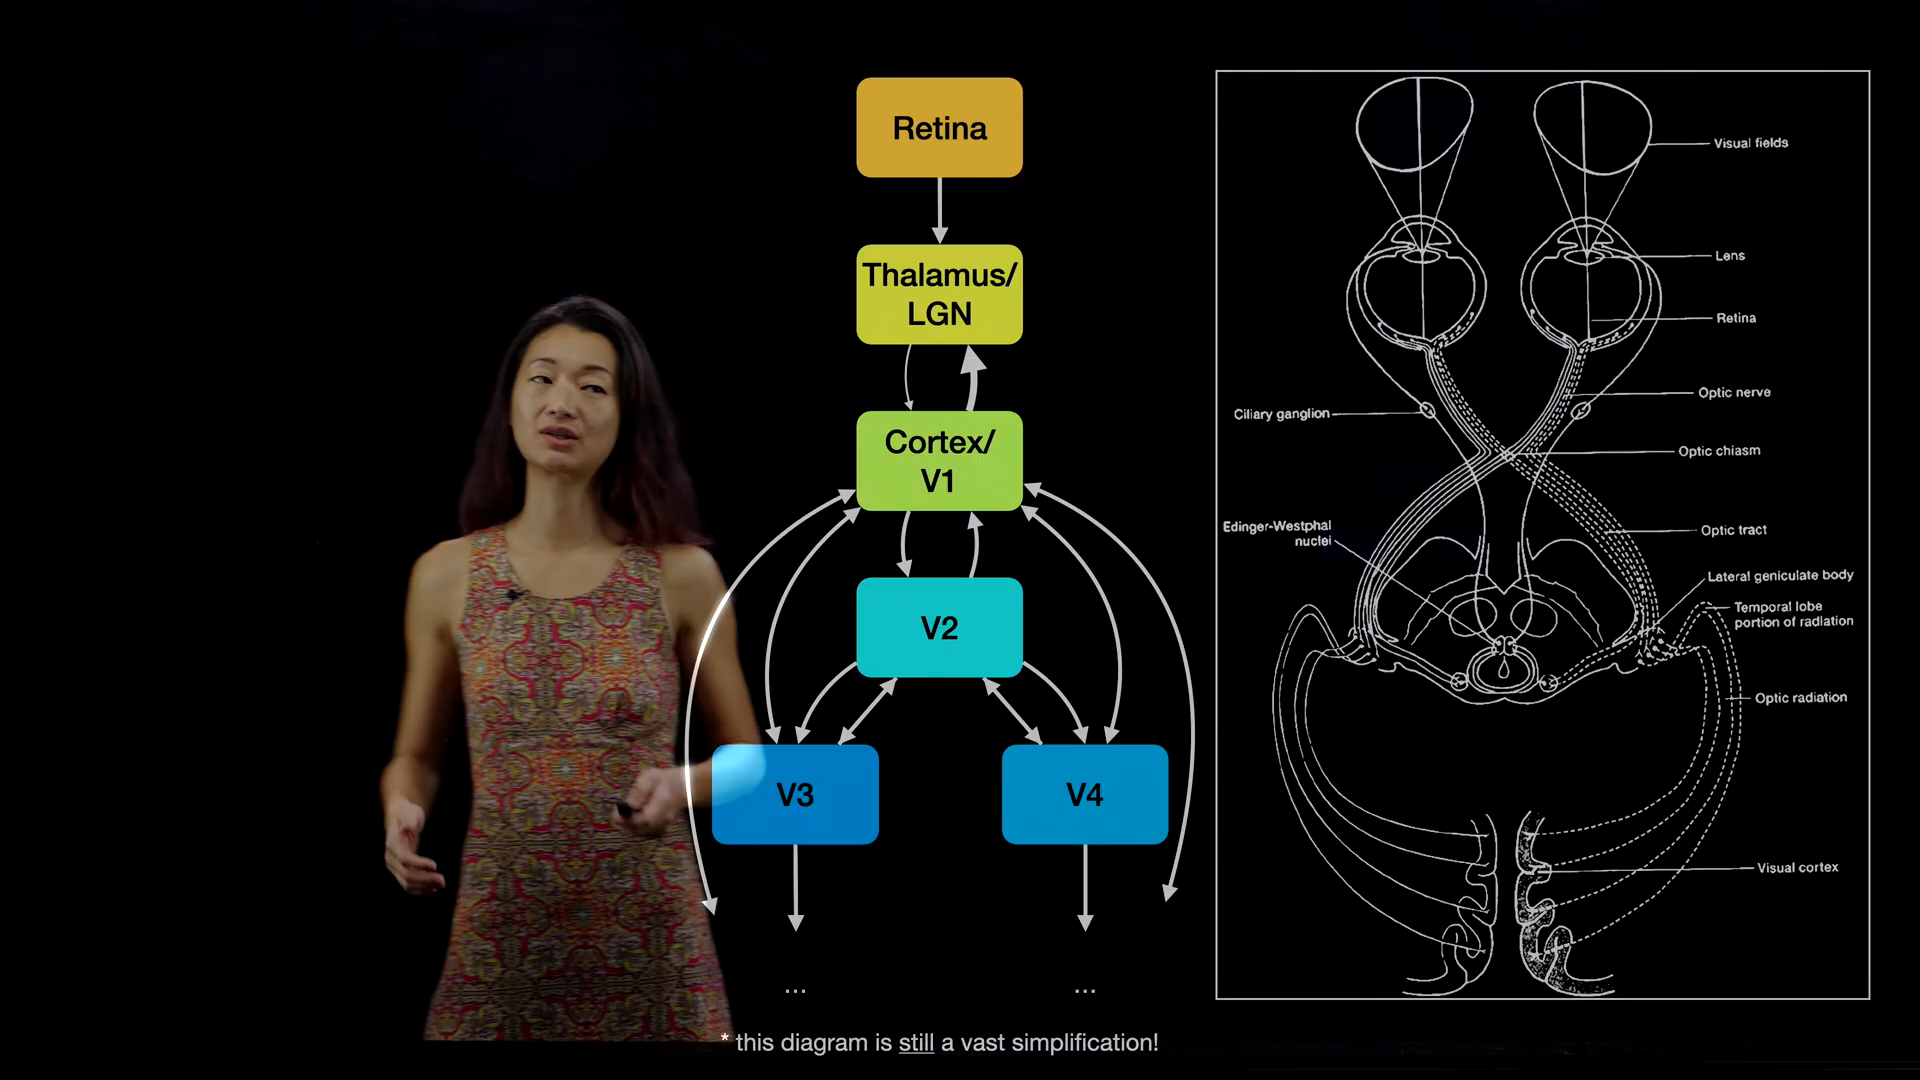 Retina
Thalamus/
LGN
Cortex/
V1
V2
V3
V4
...
...
* this diagram is still a vast simplification!
Visual fields
Lens
Retina
Optic nerve
Ciliary ganglion
Optic chiasm
Edinger-Westphal
nuclei
Optic tract
Lateral geniculate body
Temporal lobe
portion of radiation
Optic radiation
Visual cortex